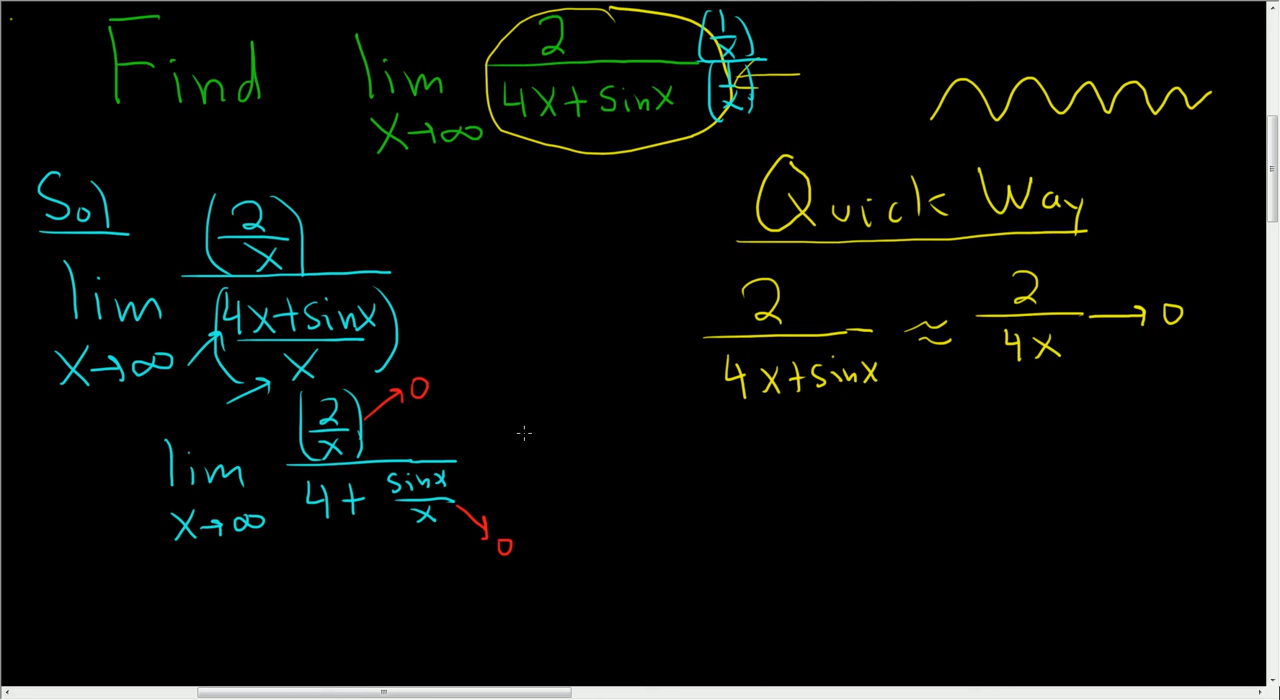 Find lim x→∞ 2/(4x+sinx) (1/x)/(1/x)
Sol
lim x→∞ (2/x)/((4x+sinx)/x)
lim x→∞ (2/x)/(4+sinx/x)
→0
→0
Quick Way
2/(4x+sinx) ≈ 2/4x →0